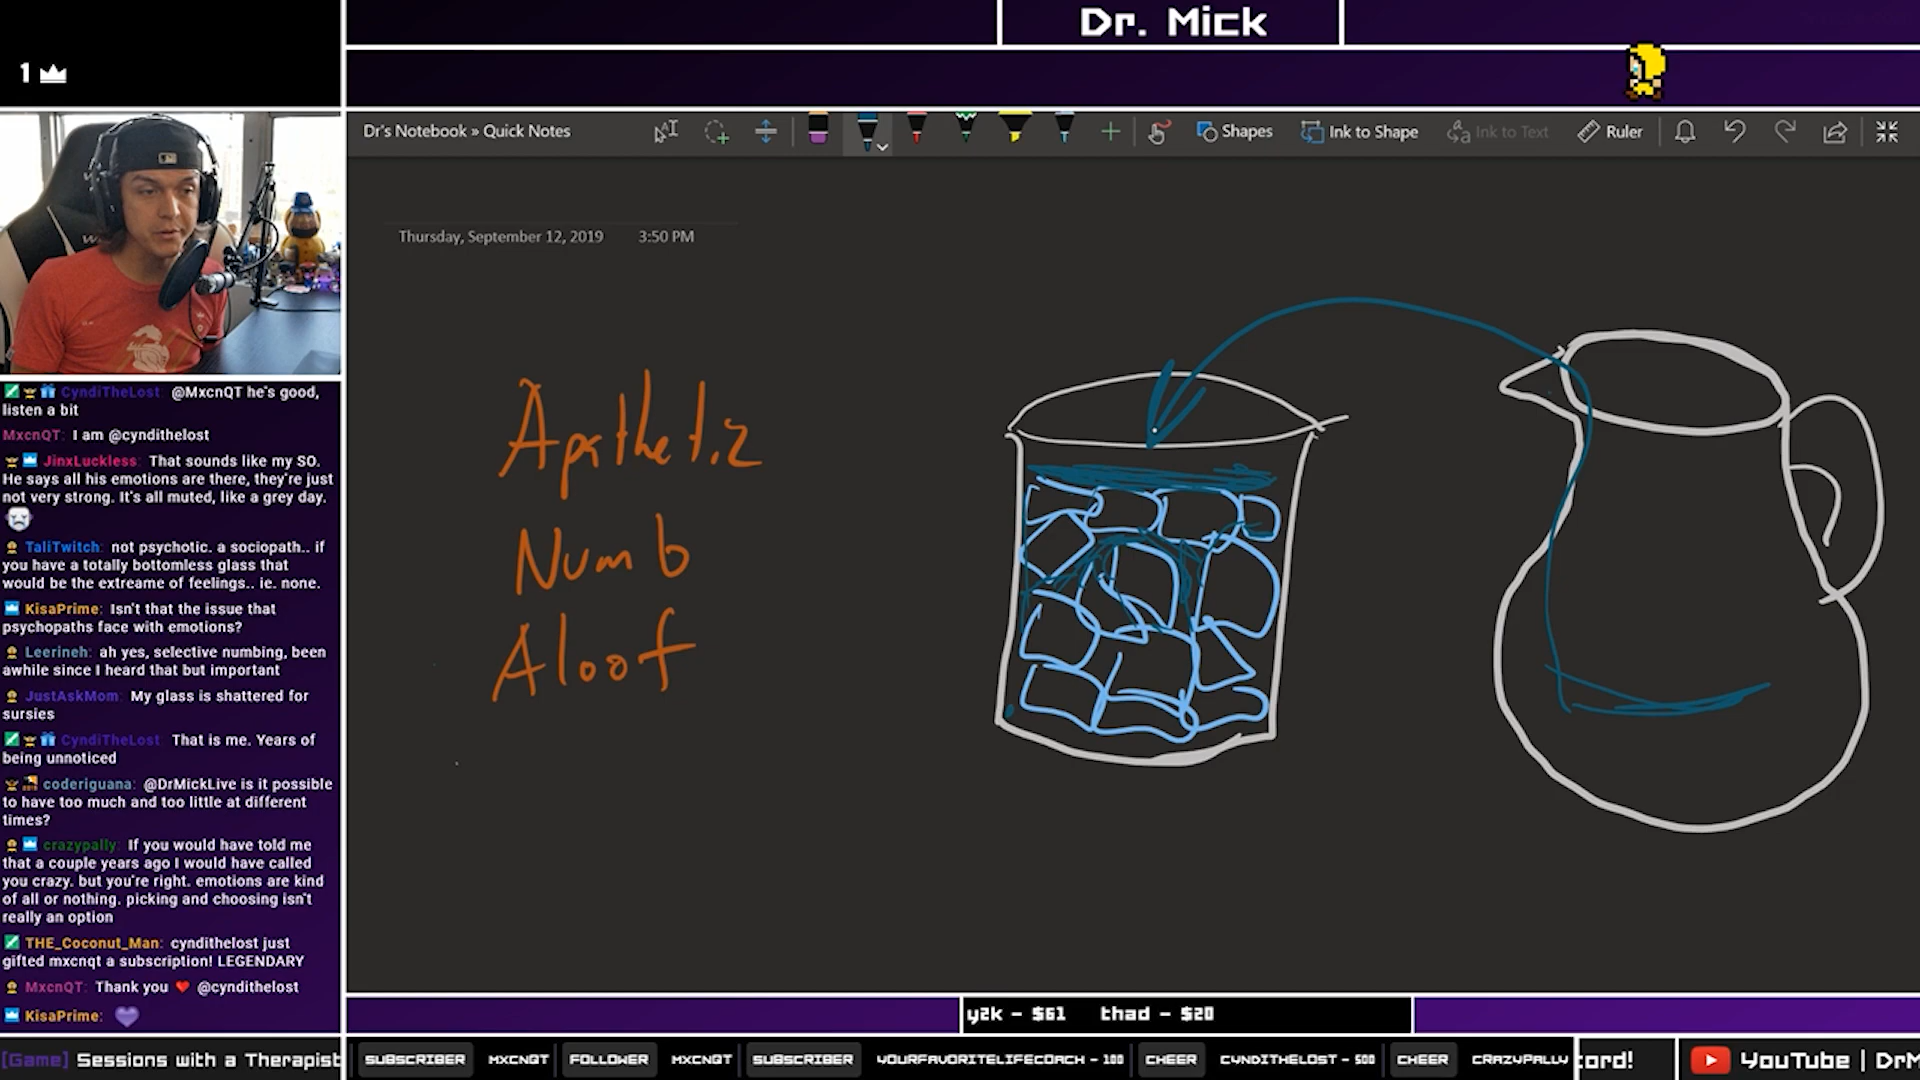 Dr. Mick
1
Dr's Notebook » Quick Notes
Shapes
Ink to Shape
Ink to Text
Ruler
Thursday, September 12, 2019 3:50 PM
Apathetic
Numb
Aloof
CyndiTheLost: @MxcnQT he's good,
listen a bit
MxcnQT: I am @cyndithelost
JinxLuckless: That sounds like my SO.
He says all his emotions are there, they're just
not very strong. It's all muted, like a grey day.
TaliTwitch: not psychotic. a sociopath.. if
you have a totally bottomless glass that
would be the extreame of feelings.. ie. none.
KisaPrime: Isn't that the issue that
psychopaths face with emotions?
Leerineh: ah yes, selective numbing, been
awhile since I heard that but important
JustAskMom: My glass is shattered for
sursies
CyndiTheLost: That is me. Years of
being unnoticed
coderiguana: @DrMickLive is it possible
to have too much and too little at different
times?
crazypally: If you would have told me
that a couple years ago I would have called
you crazy. but you're right. emotions are kind
of all or nothing. picking and choosing isn't
really an option
THE_Coconut_Man: cyndithelost just
gifted mxcnqt a subscription! LEGENDARY
MxcnQT: Thank you @cyndithelost
KisaPrime:
y2k - $61 thad - $20
[Game] Sessions with a Therapist
SUBSCRIBER MXCNQT FOLLOWER MXCNQT SUBSCRIBER YOURFAVORITELIFECOACH - 100 CHEER CYNDITHELOST - 500 CHEER CRAZYPALLY
cord!
YouTube | DrM